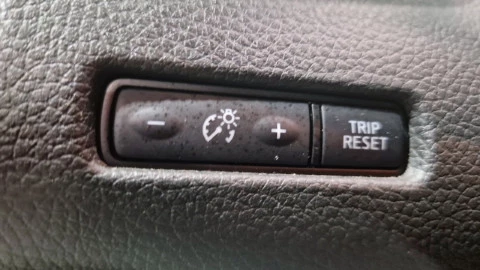 - +
TRIP
RESET